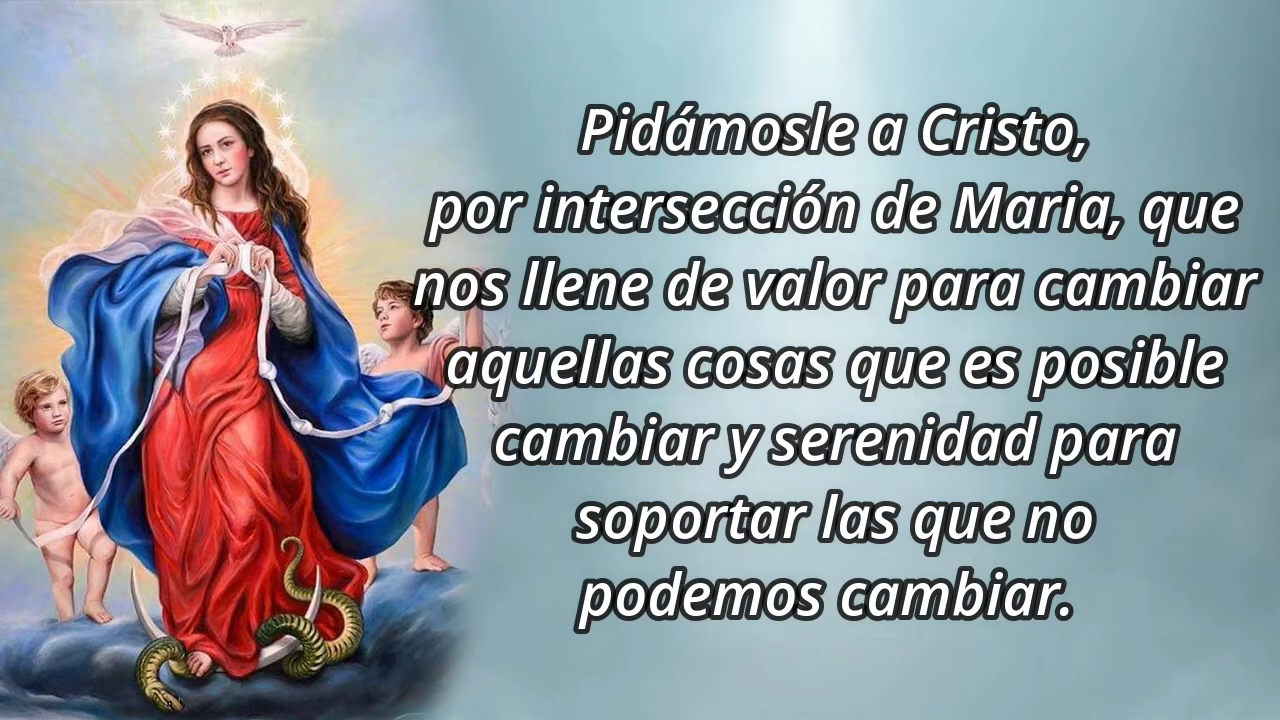 Pidámosle a Cristo,
por intersección de Maria, que
nos llene de valor para cambiar
aquellas cosas que es posible
cambiar y serenidad para
soportar las que no
podemos cambiar.